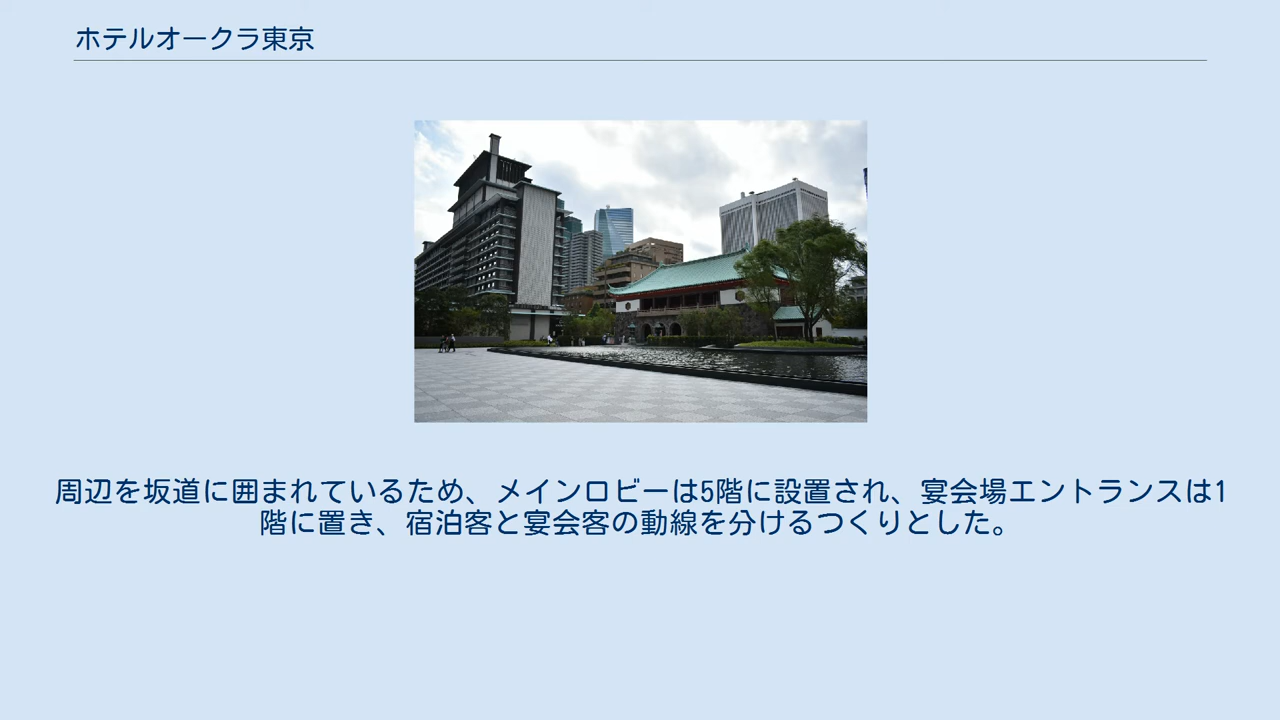 ホテルオークラ東京
周辺を坂道に囲まれているため、メインロビーは5階に設置され、宴会場エントランスは1
階に置き、宿泊客と宴会客の動線を分けるつくりとした。